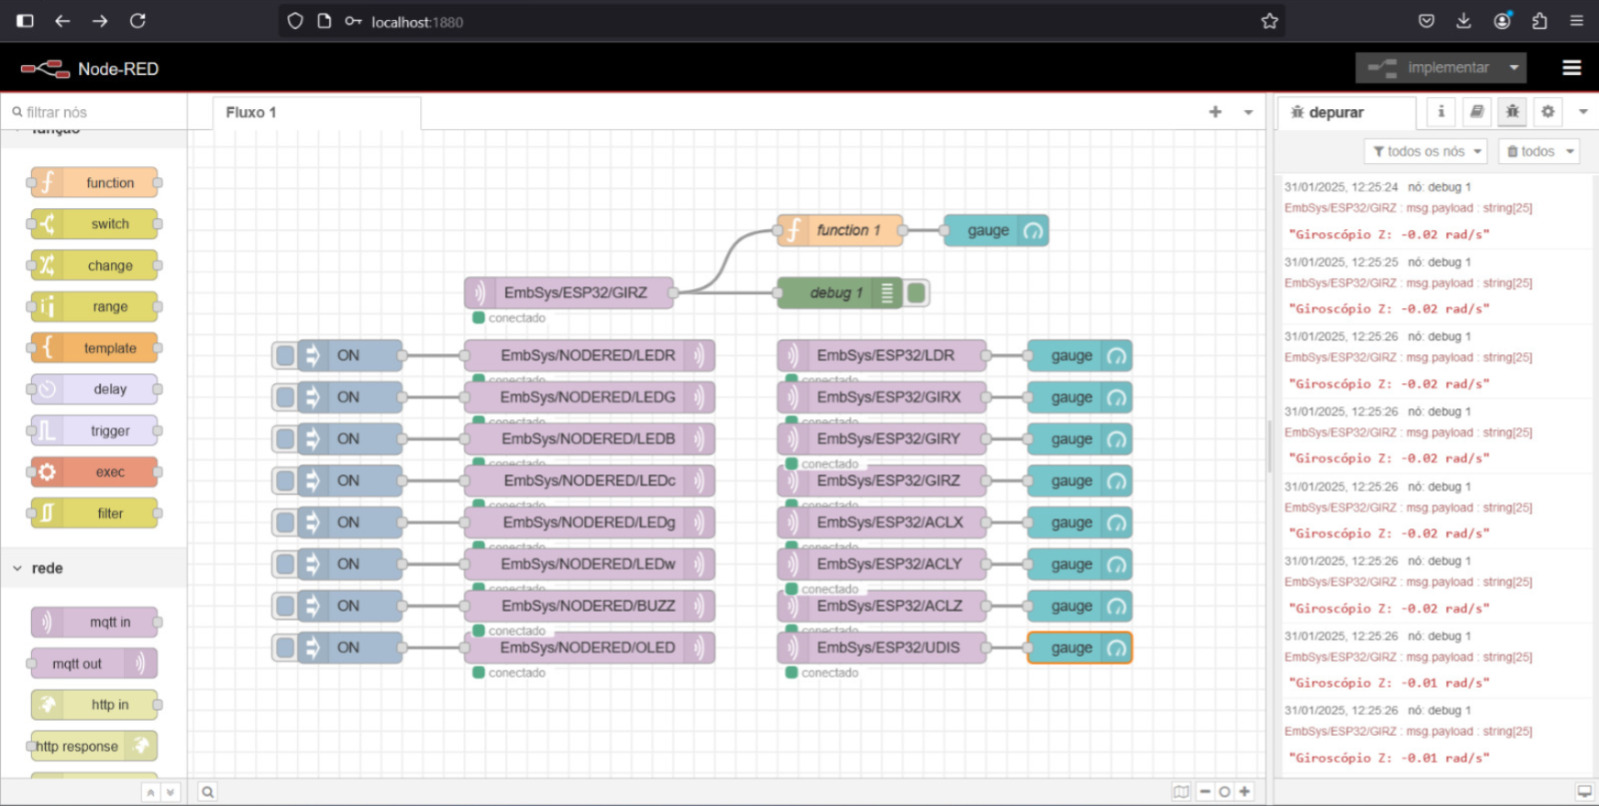 localhost:1880
Node-RED
implementar
filtrar nós
Fluxo 1
depurar
função
todos os nós
todos
function
switch
change
range
template
delay
trigger
exec
filter
rede
mqtt in
mqtt out
http in
http response
function 1
gauge
EmbSys/ESP32/GIRZ
debug 1
conectado
ON
EmbSys/NODERED/LEDR
conectado
ON
EmbSys/NODERED/LEDG
conectado
ON
EmbSys/NODERED/LEDB
conectado
ON
EmbSys/NODERED/LEDc
conectado
ON
EmbSys/NODERED/LEDg
conectado
ON
EmbSys/NODERED/LEDw
conectado
ON
EmbSys/NODERED/BUZZ
conectado
ON
EmbSys/NODERED/OLED
conectado
EmbSys/ESP32/LDR
gauge
conectado
EmbSys/ESP32/GIRX
gauge
conectado
EmbSys/ESP32/GIRY
gauge
conectado
EmbSys/ESP32/GIRZ
gauge
conectado
EmbSys/ESP32/ACLX
gauge
conectado
EmbSys/ESP32/ACLY
gauge
conectado
EmbSys/ESP32/ACLZ
gauge
conectado
EmbSys/ESP32/UDIS
gauge
conectado
31/01/2025, 12:25:24 nó: debug 1
EmbSys/ESP32/GIRZ : msg.payload : string[25]
"Giroscópio Z: -0.02 rad/s"
31/01/2025, 12:25:25 nó: debug 1
EmbSys/ESP32/GIRZ : msg.payload : string[25]
"Giroscópio Z: -0.02 rad/s"
31/01/2025, 12:25:26 nó: debug 1
EmbSys/ESP32/GIRZ : msg.payload : string[25]
"Giroscópio Z: -0.02 rad/s"
31/01/2025, 12:25:26 nó: debug 1
EmbSys/ESP32/GIRZ : msg.payload : string[25]
"Giroscópio Z: -0.02 rad/s"
31/01/2025, 12:25:26 nó: debug 1
EmbSys/ESP32/GIRZ : msg.payload : string[25]
"Giroscópio Z: -0.02 rad/s"
31/01/2025, 12:25:26 nó: debug 1
EmbSys/ESP32/GIRZ : msg.payload : string[25]
"Giroscópio Z: -0.02 rad/s"
31/01/2025, 12:25:26 nó: debug 1
EmbSys/ESP32/GIRZ : msg.payload : string[25]
"Giroscópio Z: -0.01 rad/s"
31/01/2025, 12:25:26 nó: debug 1
EmbSys/ESP32/GIRZ : msg.payload : string[25]
"Giroscópio Z: -0.01 rad/s"